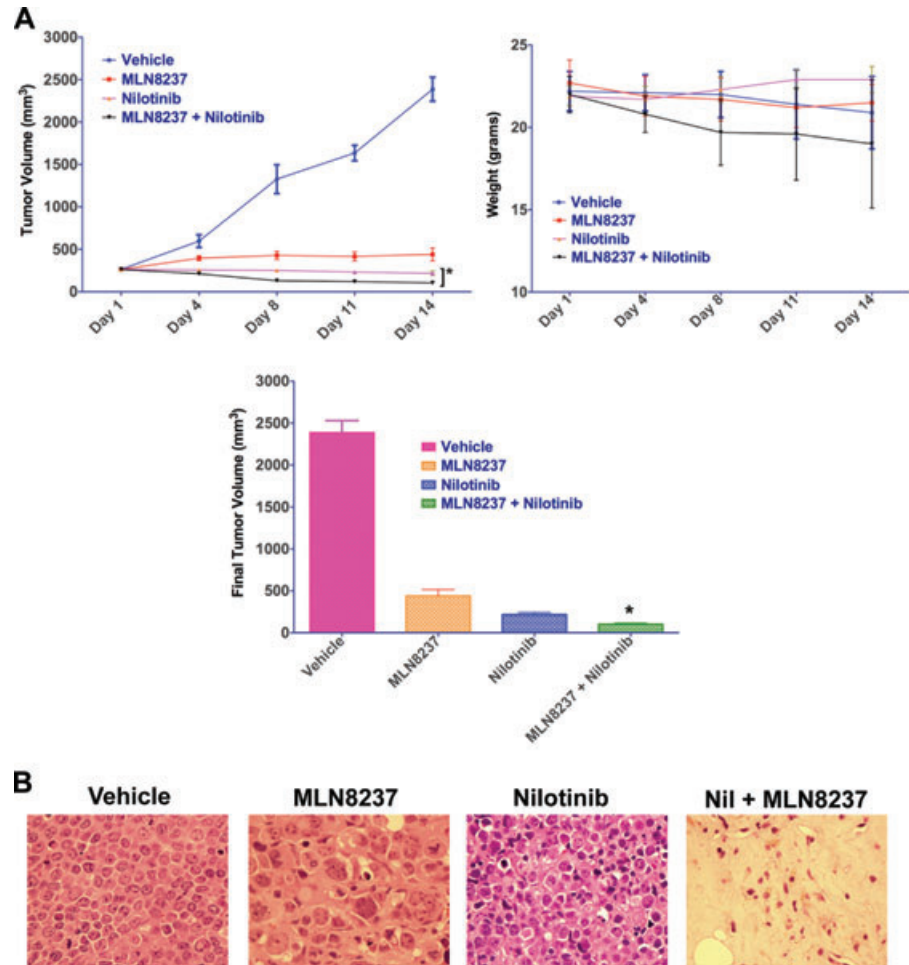 A
Tumor Volume (mm³)
3000
2500
2000
1500
1000
500
0
Vehicle
MLN8237
Nilotinib
MLN8237 + Nilotinib
*
Day 1
Day 4
Day 8
Day 11
Day 14
Weight (grams)
25
20
15
10
Vehicle
MLN8237
Nilotinib
MLN8237 + Nilotinib
Day 1
Day 4
Day 8
Day 11
Day 14
Final Tumor Volume (mm³)
3000
2500
2000
1500
1000
500
0
Vehicle
MLN8237
Nilotinib
MLN8237 + Nilotinib
*
Vehicle
MLN8237
Nilotinib
MLN8237 + Nilotinib
B
Vehicle
MLN8237
Nilotinib
Nil + MLN8237